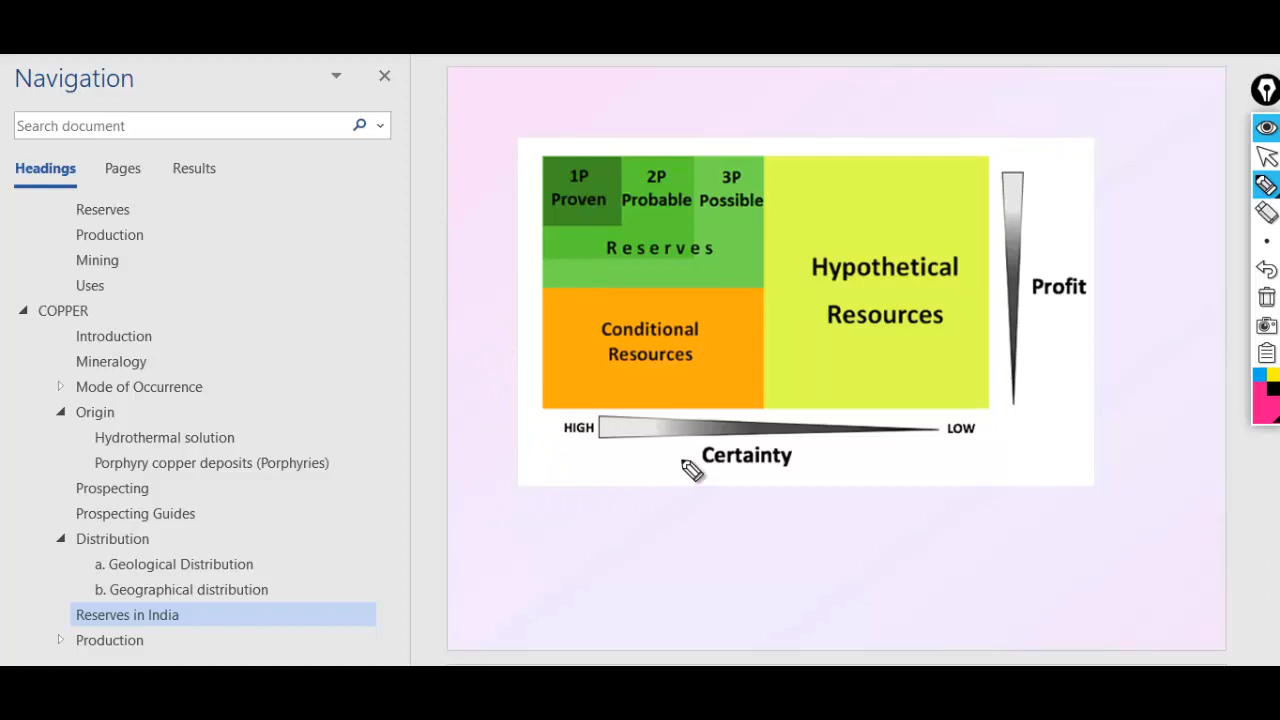 Navigation
Search document
Headings Pages Results
Reserves
Production
Mining
Uses
COPPER
Introduction
Mineralogy
Mode of Occurrence
Origin
Hydrothermal solution
Porphyry copper deposits (Porphyries)
Prospecting
Prospecting Guides
Distribution
a. Geological Distribution
b. Geographical distribution
Reserves in India
Production
1P 2P 3P
Proven Probable Possible
Reserves
Conditional
Resources
Hypothetical
Resources
Profit
HIGH LOW
Certainty